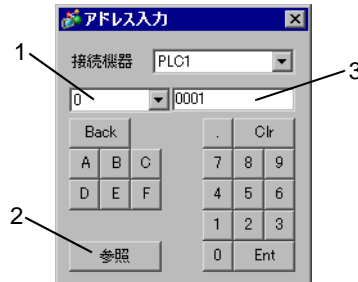 アドレス入力
1
接続機器 PLC1
3
0 0001
Back . Clr
A B C 7 8 9
D E F 4 5 6
2
1 2 3
参照 0 Ent